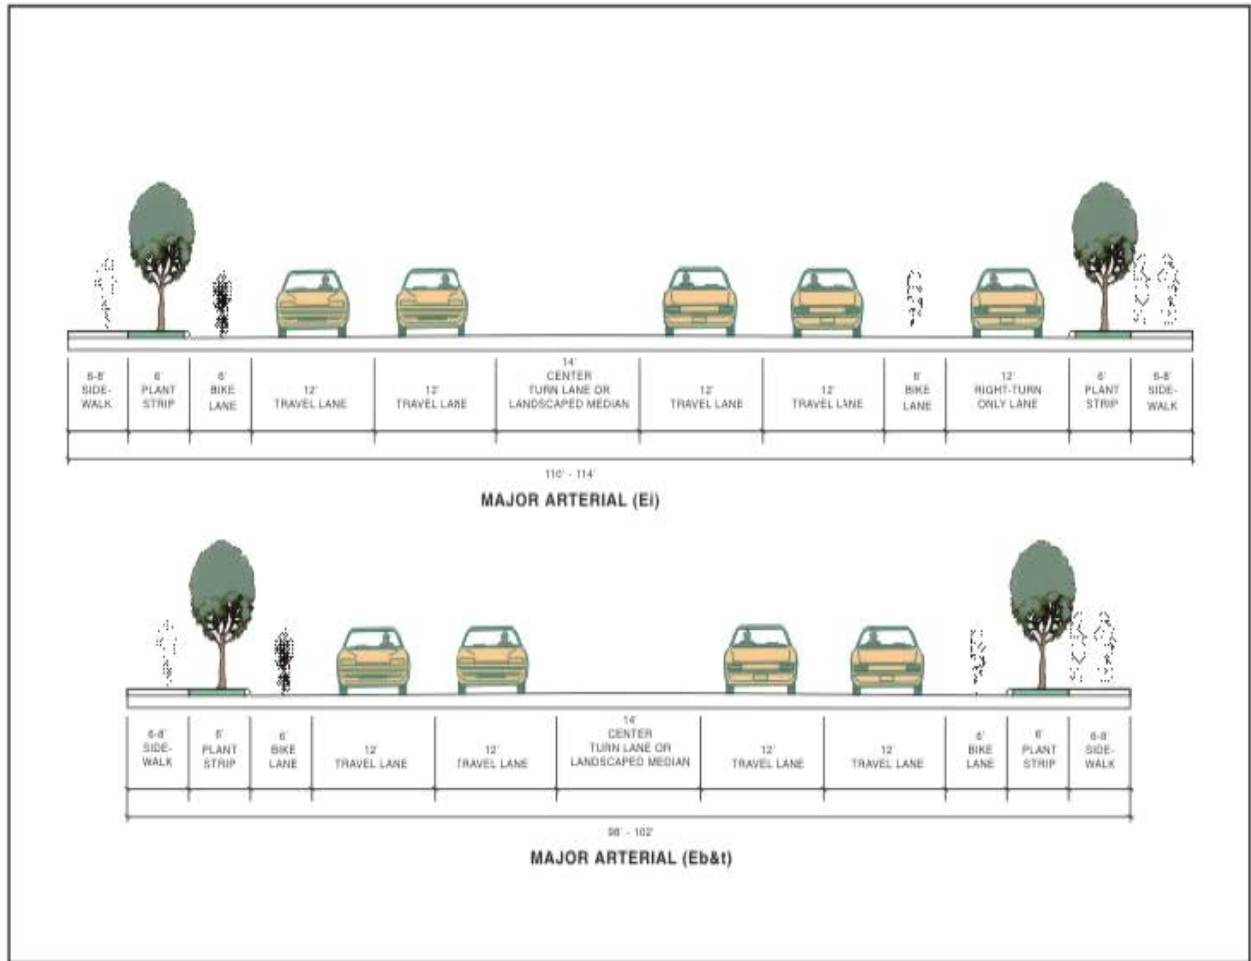 6-8'
SIDE-
WALK
6'
PLANT
STRIP
6'
BIKE
LANE
12'
TRAVEL LANE
12'
TRAVEL LANE
14'
CENTER
TURN LANE OR
LANDSCAPED MEDIAN
12'
TRAVEL LANE
12'
TRAVEL LANE
6'
BIKE
LANE
12'
RIGHT-TURN
ONLY LANE
6'
PLANT
STRIP
6-8'
SIDE-
WALK
110' - 114'
MAJOR ARTERIAL (Ei)
6-8'
SIDE-
WALK
6'
PLANT
STRIP
6'
BIKE
LANE
12'
TRAVEL LANE
12'
TRAVEL LANE
14'
CENTER
TURN LANE OR
LANDSCAPED MEDIAN
12'
TRAVEL LANE
12'
TRAVEL LANE
6'
BIKE
LANE
6'
PLANT
STRIP
6-8'
SIDE-
WALK
98' - 102'
MAJOR ARTERIAL (Eb&t)